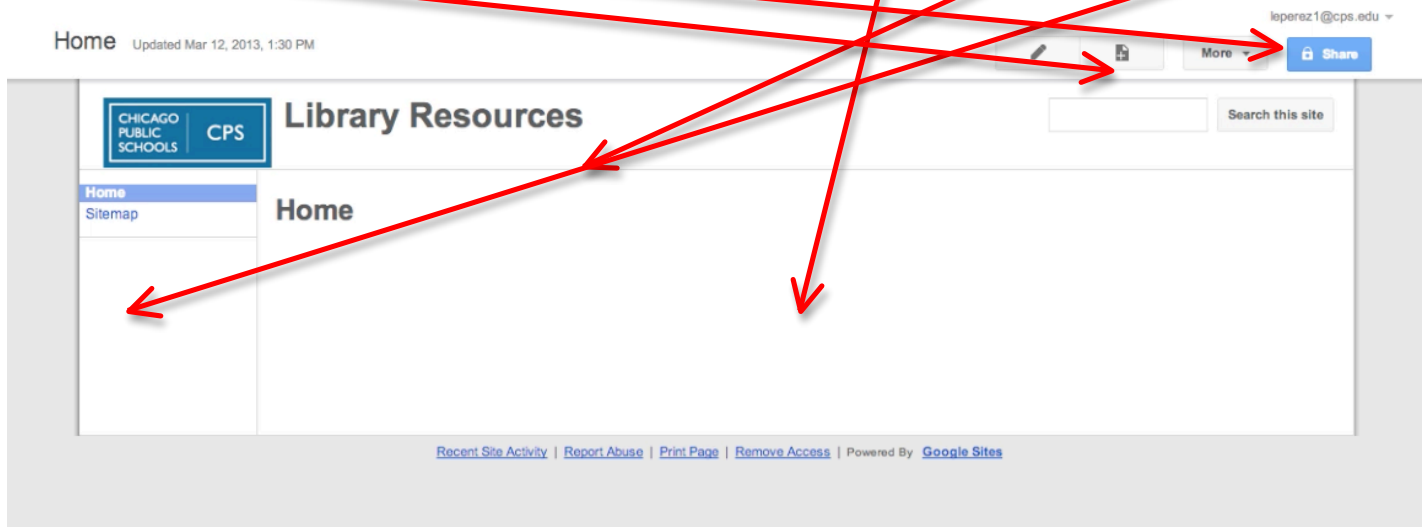 leperez1@cps.edu
Home Updated Mar 12, 2013, 1:30 PM
More
Share
CHICAGO
PUBLIC
SCHOOLS
CPS
Library Resources
Search this site
Home
Sitemap
Home
Recent Site Activity | Report Abuse | Print Page | Remove Access | Powered By Google Sites